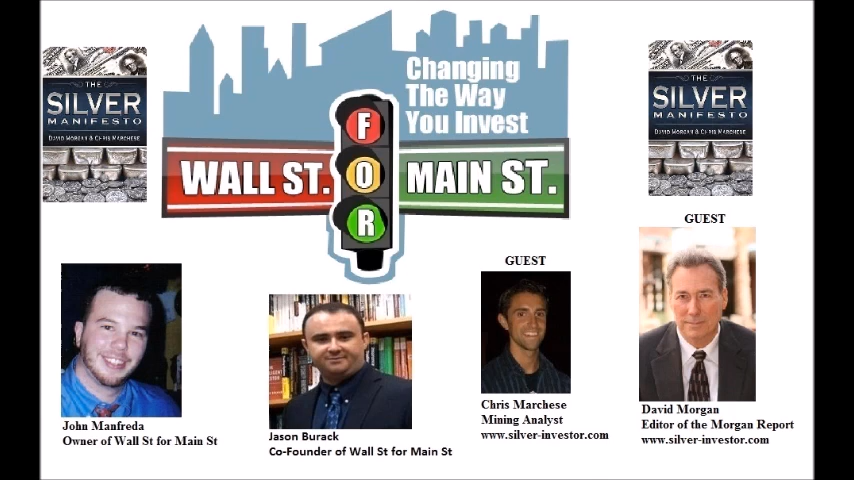 THE
SILVER
MANIFESTO
DAVID MORGAN & CHRIS MARCHESE
Changing
The Way
You Invest
WALL ST.
F
O
R
MAIN ST.
THE
SILVER
MANIFESTO
DAVID MORGAN & CHRIS MARCHESE
GUEST
GUEST
John Manfreda
Owner of Wall St for Main St
Jason Burack
Co-Founder of Wall St for Main St
Chris Marchese
Mining Analyst
www.silver-investor.com
David Morgan
Editor of the Morgan Report
www.silver-investor.com